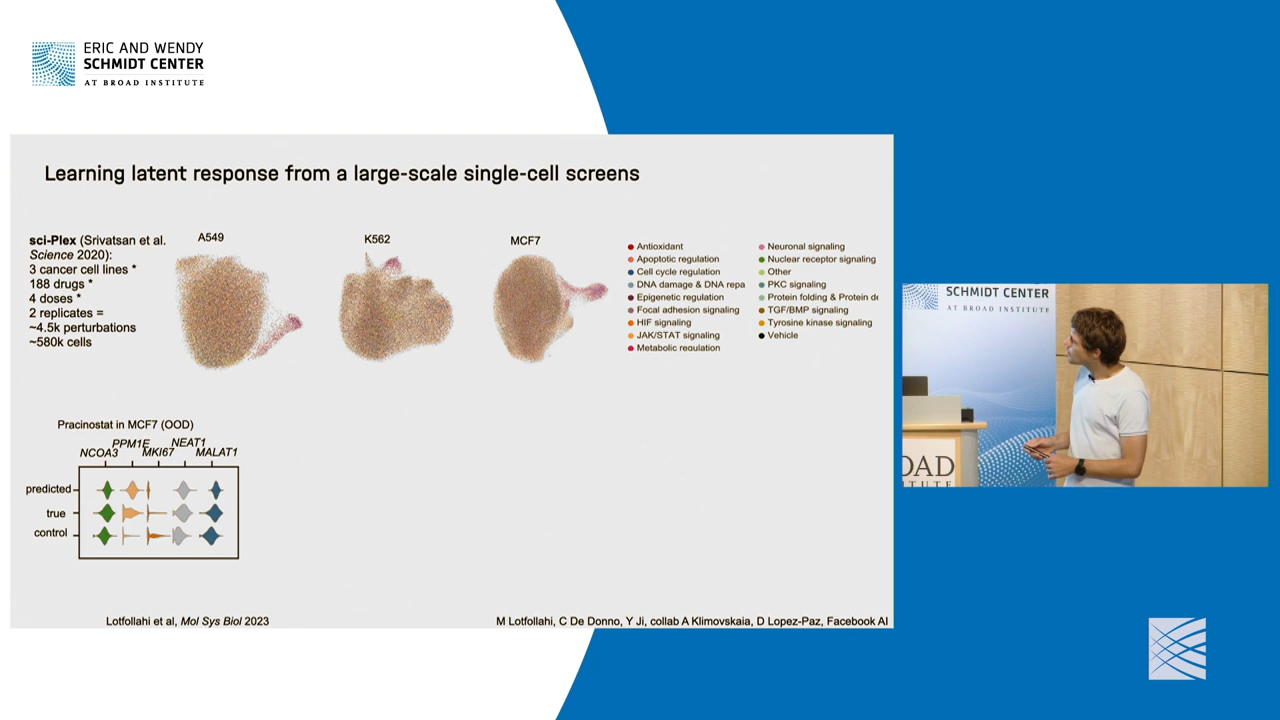 ERIC AND WENDY
SCHMIDT CENTER
AT BROAD INSTITUTE
Learning latent response from a large-scale single-cell screens
sci-Plex (Srivatsan et al.
Science 2020):
3 cancer cell lines *
188 drugs *
4 doses *
2 replicates =
~4.5k perturbations
~580k cells
A549
K562
MCF7
Antioxidant
Apoptotic regulation
Cell cycle regulation
DNA damage & DNA repa
Epigenetic regulation
Focal adhesion signaling
HIF signaling
JAK/STAT signaling
Metabolic regulation
Neuronal signaling
Nuclear receptor signaling
Other
PKC signaling
Protein folding & Protein de
TGF/BMP signaling
Tyrosine kinase signaling
Vehicle
Pracinostat in MCF7 (OOD)
PPM1E NEAT1
NCOA3 MKI67 MALAT1
predicted
true
control
Lotfollahi et al, Mol Sys Biol 2023
M Lotfollahi, C De Donno, Y Ji, collab A Klimovskaia, D Lopez-Paz, Facebook AI
SCHMIDT CENTER
AT BROAD INSTITUTE
OAD
TUTE